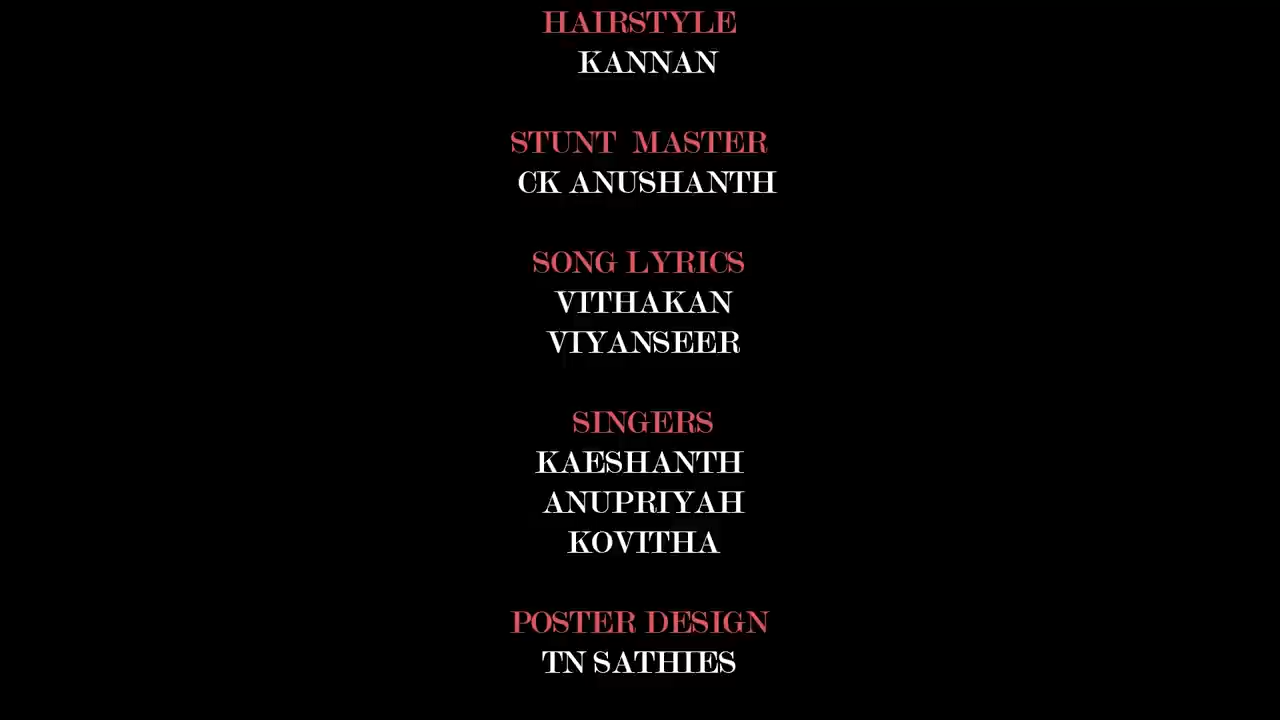 HAIRSTYLE
KANNAN
STUNT MASTER
CK ANUSHANTH
SONG LYRICS
VITHAKAN
VIYANSEER
SINGERS
KAESHANTH
ANUPRIYAH
KOVITHA
POSTER DESIGN
TN SATHIES